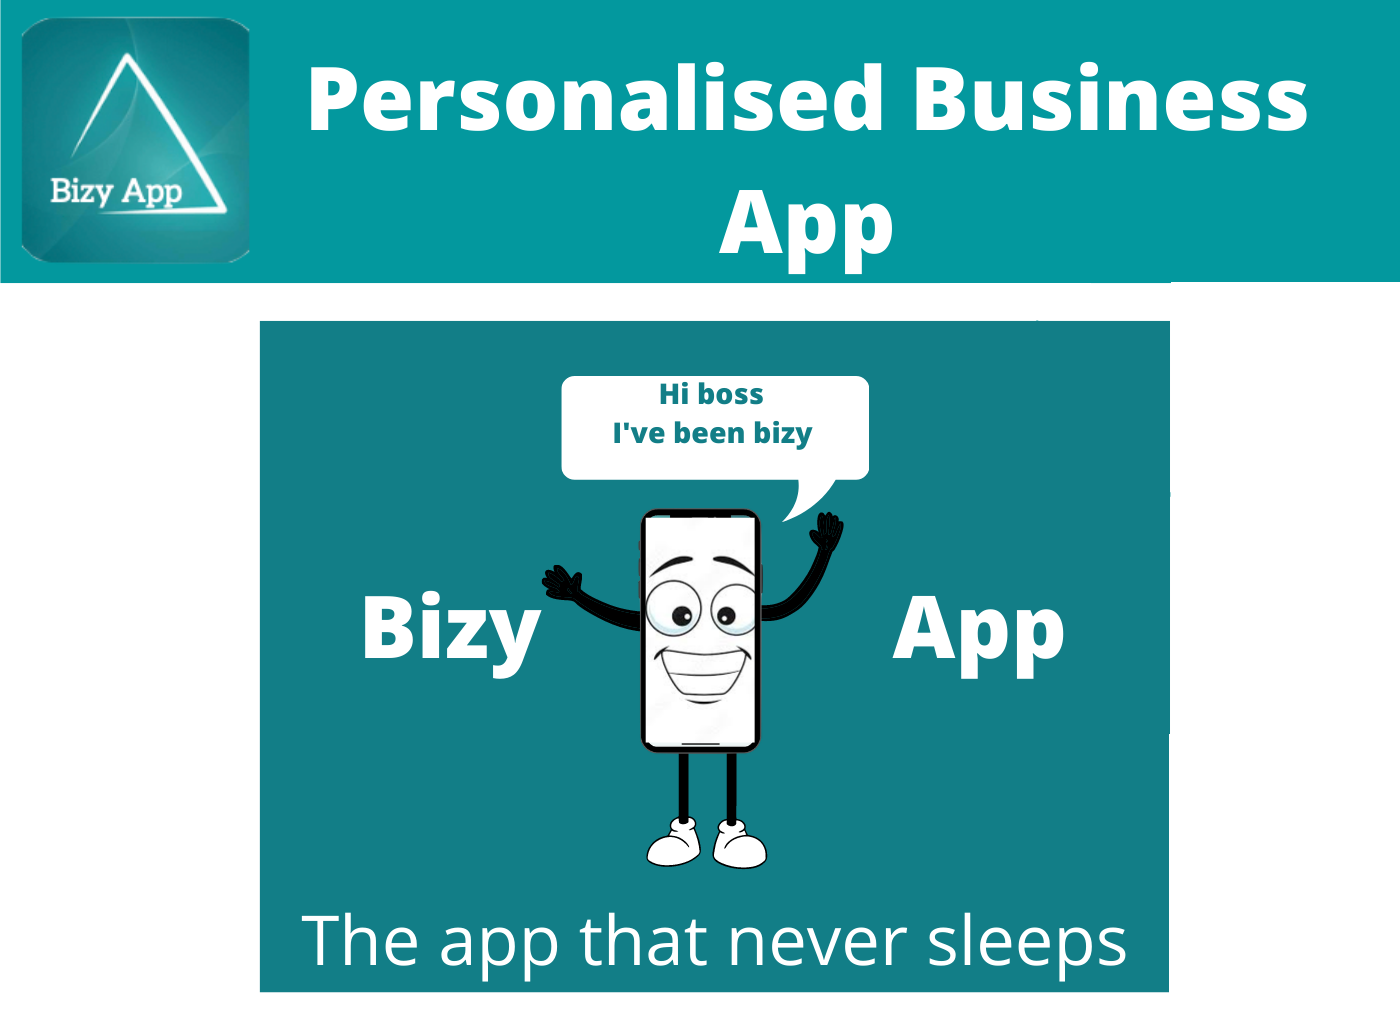 Bizy App
Personalised Business
App
Hi boss
I've been bizy
Bizy App
The app that never sleeps